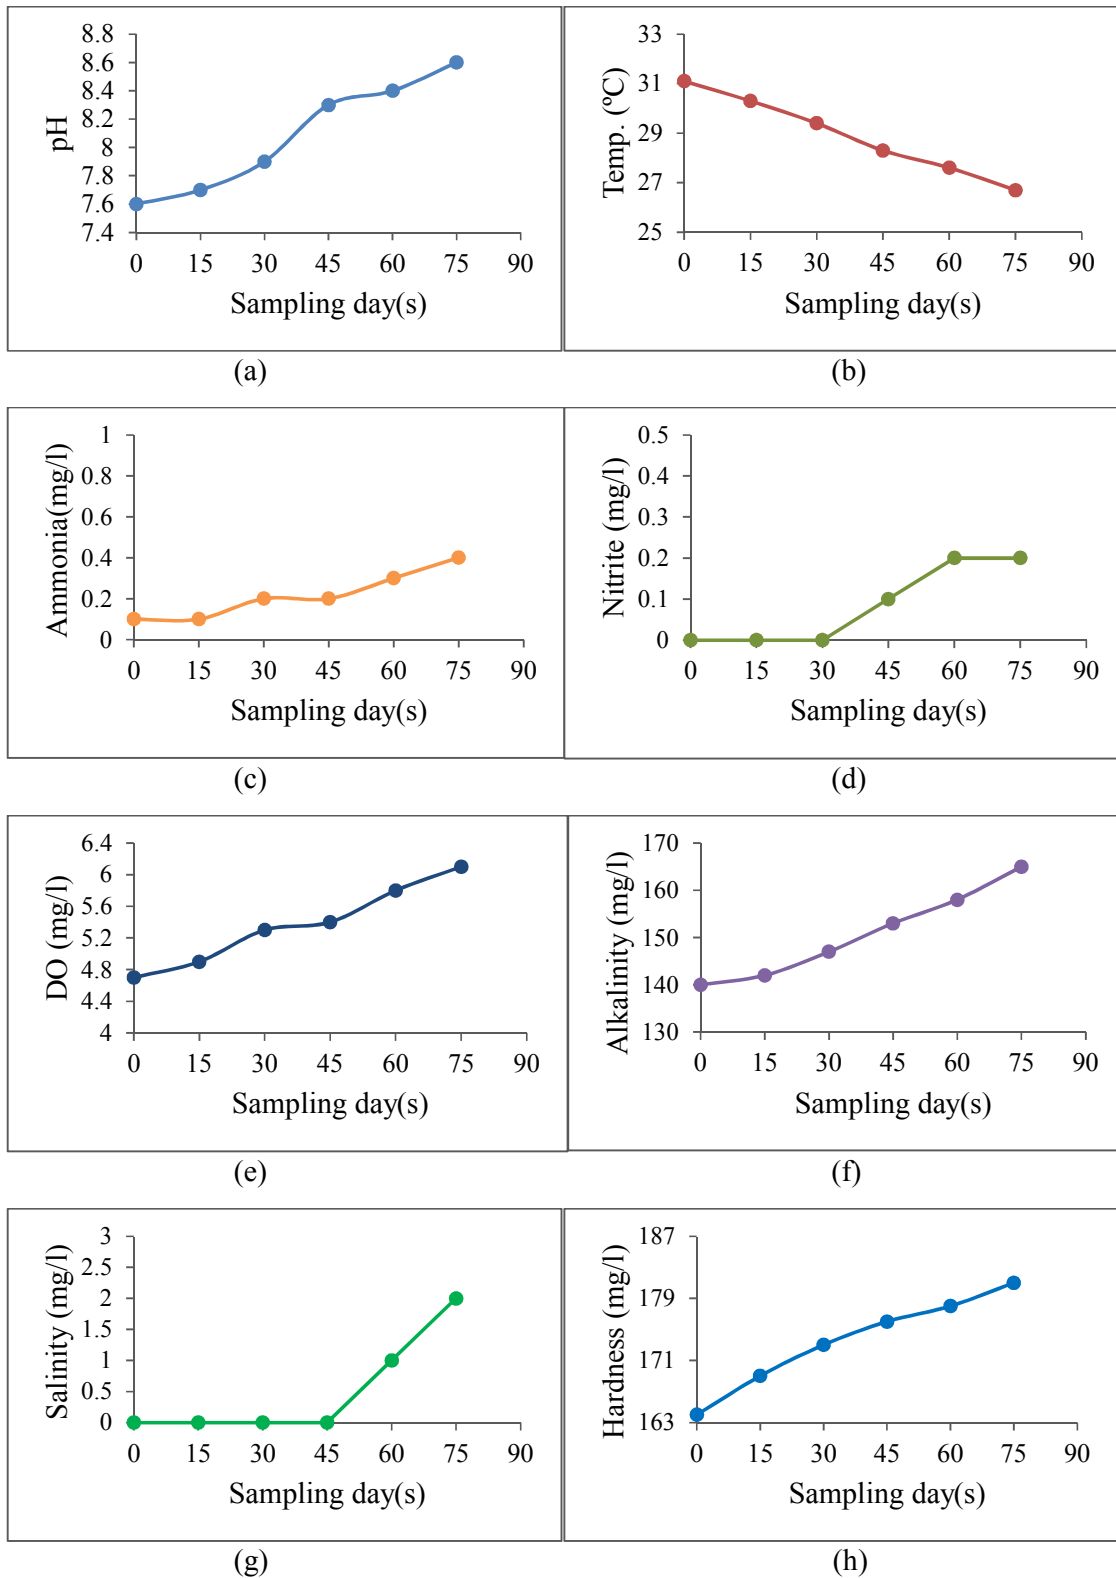 8.8
8.6
8.4
8.2
8
7.8
7.6
7.4
pH
0 15 30 45 60 75 90
Sampling day(s)
(a)
33
31
29
27
25
Temp. (ºC)
0 15 30 45 60 75 90
Sampling day(s)
(b)
1
0.8
0.6
0.4
0.2
0
Ammonia(mg/l)
0 15 30 45 60 75 90
Sampling day(s)
(c)
0.5
0.4
0.3
0.2
0.1
0
Nitrite (mg/l)
0 15 30 45 60 75 90
Sampling day(s)
(d)
6.4
6
5.6
5.2
4.8
4.4
4
DO (mg/l)
0 15 30 45 60 75 90
Sampling day(s)
(e)
170
160
150
140
130
Alkalinity (mg/l)
0 15 30 45 60 75 90
Sampling day(s)
(f)
3
2.5
2
1.5
1
0.5
0
Salinity (mg/l)
0 15 30 45 60 75 90
Sampling day(s)
(g)
187
179
171
163
Hardness (mg/l)
0 15 30 45 60 75 90
Sampling day(s)
(h)